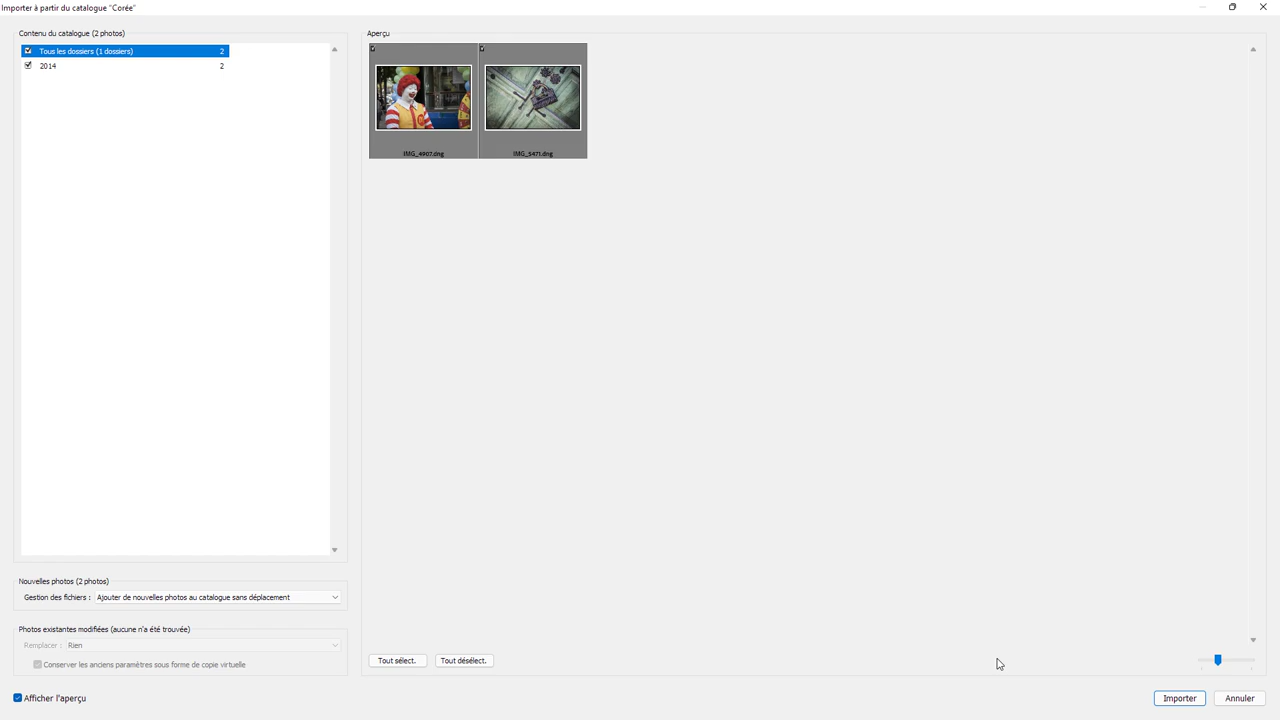 Importer à partir du catalogue "Corée"
Contenu du catalogue (2 photos)
Tous les dossiers (1 dossiers) 2
2014 2
Aperçu
IMG_4907.dng
IMG_5471.dng
Nouvelles photos (2 photos)
Gestion des fichiers : Ajouter de nouvelles photos au catalogue sans déplacement
Photos existantes modifiées (aucune n'a été trouvée)
Remplacer : Rien
Conserver les anciens paramètres sous forme de copie virtuelle
Tout sélect. Tout désélect.
Afficher l'aperçu
Importer Annuler